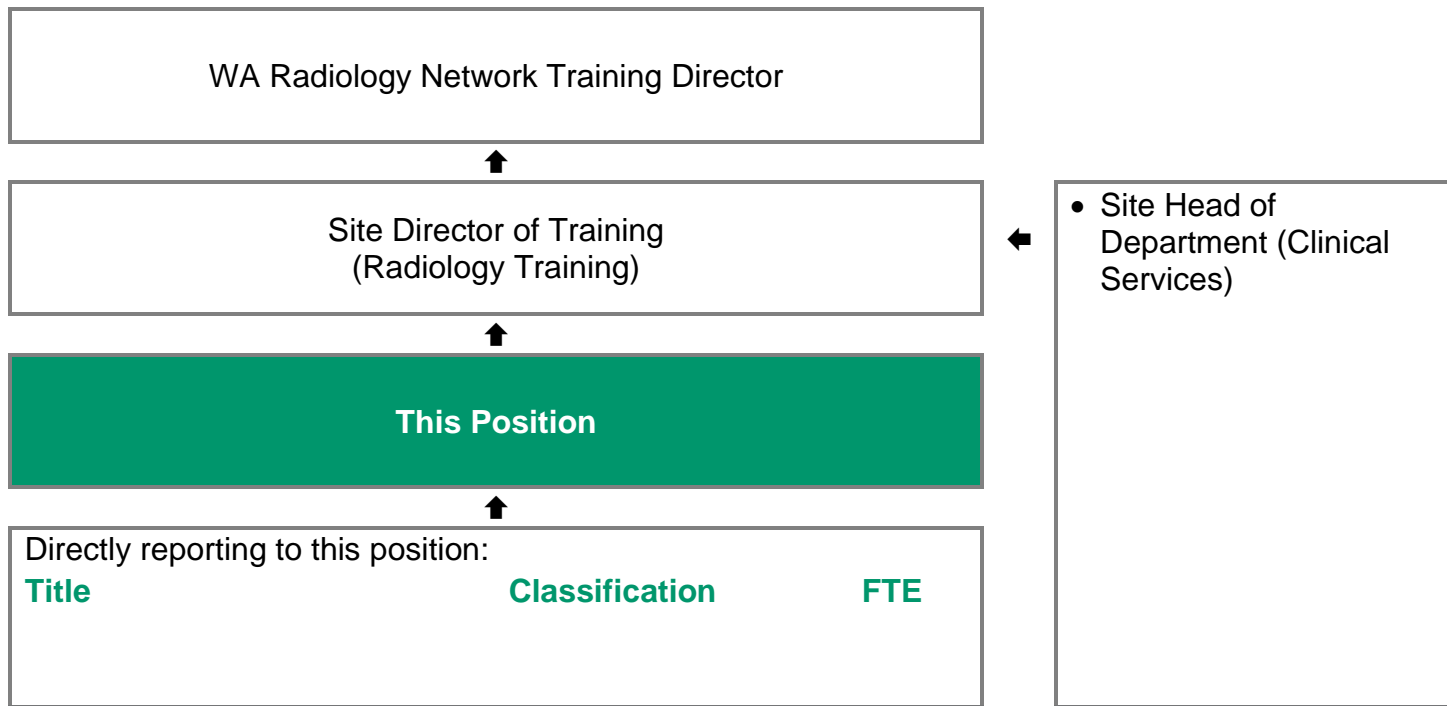 WA Radiology Network Training Director
Site Director of Training
(Radiology Training)
• Site Head of
Department (Clinical
Services)
This Position
Directly reporting to this position:
Title Classification FTE